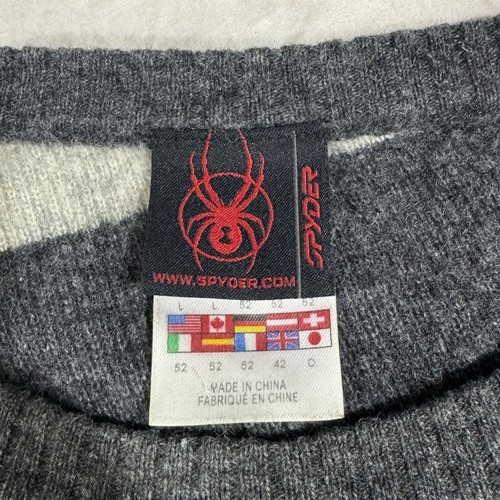 SPYDER
WWW.SPYDER.COM
L L 52 52 52
52 52 52 42 O
MADE IN CHINA
FABRIQUÉ EN CHINE